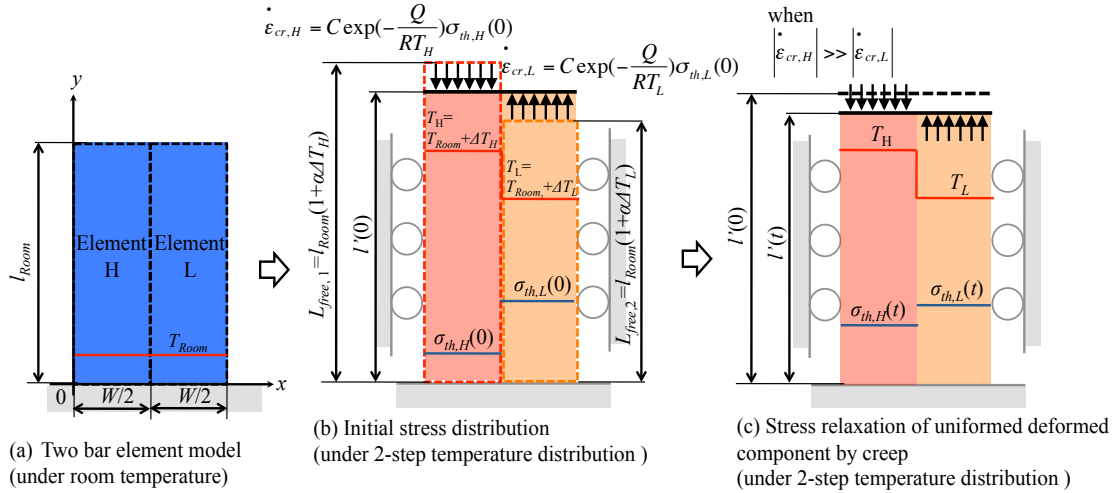 y
l_Room
Element
H
Element
L
T_Room
0
W/2
W/2
x
(a) Two bar element model
(under room temperature)
ε̇_cr,H = C exp(-Q/RT_H)σ_th,H(0)
ε̇_cr,L = C exp(-Q/RT_L)σ_th,L(0)
L_free,1=l_Room(1+αΔT_H)
l'(0)
T_H=
T_Room+ΔT_H
T_L=
T_Room,+ΔT_L
σ_th,L(0)
σ_th,H(0)
L_free,2=l_Room(1+αΔT_L)
(b) Initial stress distribution
(under 2-step temperature distribution )
when
|ε̇_cr,H| >> |ε̇_cr,L|
l'(0)
l'(t)
T_H
T_L
σ_th,L(t)
σ_th,H(t)
(c) Stress relaxation of uniformed deformed
component by creep
(under 2-step temperature distribution )